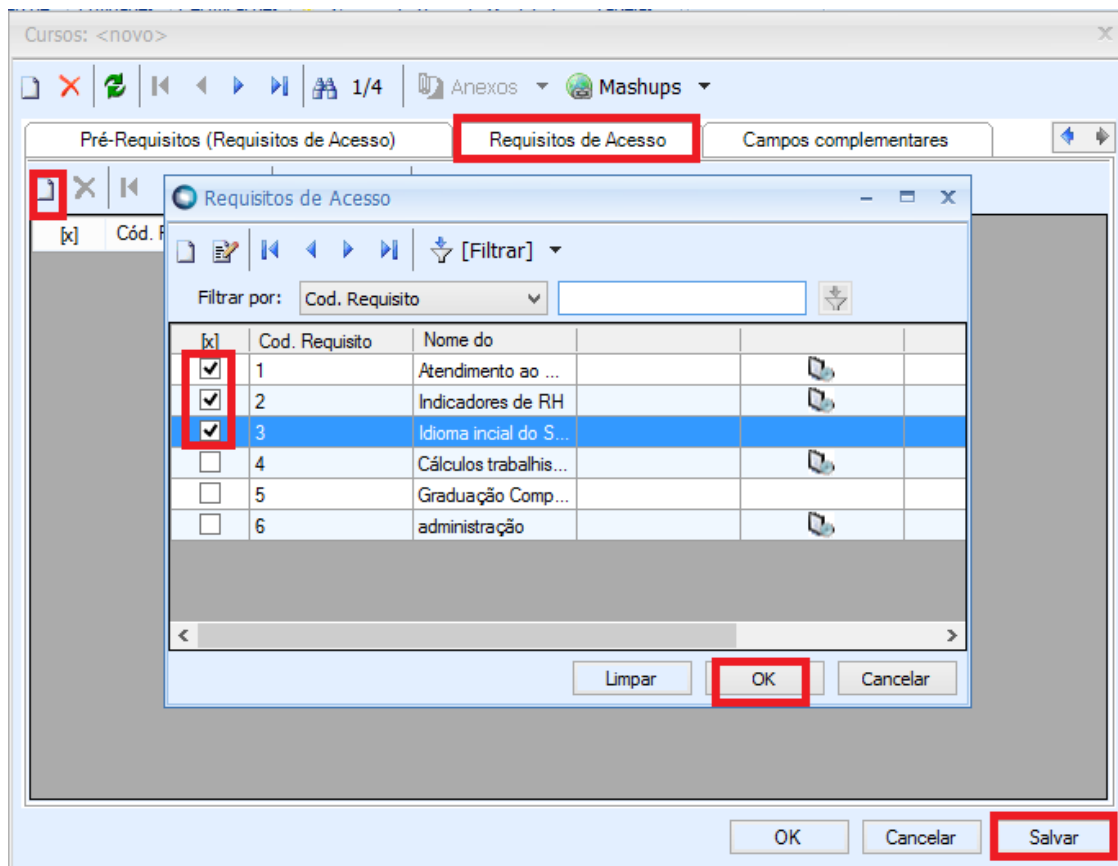 Cursos: <novo>
1/4 Anexos Mashups
Pré-Requisitos (Requisitos de Acesso) Requisitos de Acesso Campos complementares
Requisitos de Acesso
[x] Cód.
[Filtrar]
Filtrar por: Cod. Requisito
[x] Cod. Requisito Nome do
1 Atendimento ao ...
2 Indicadores de RH
3 Idioma incial do S...
4 Cálculos trabalhis...
5 Graduação Comp...
6 administração
Limpar OK Cancelar
OK Cancelar Salvar